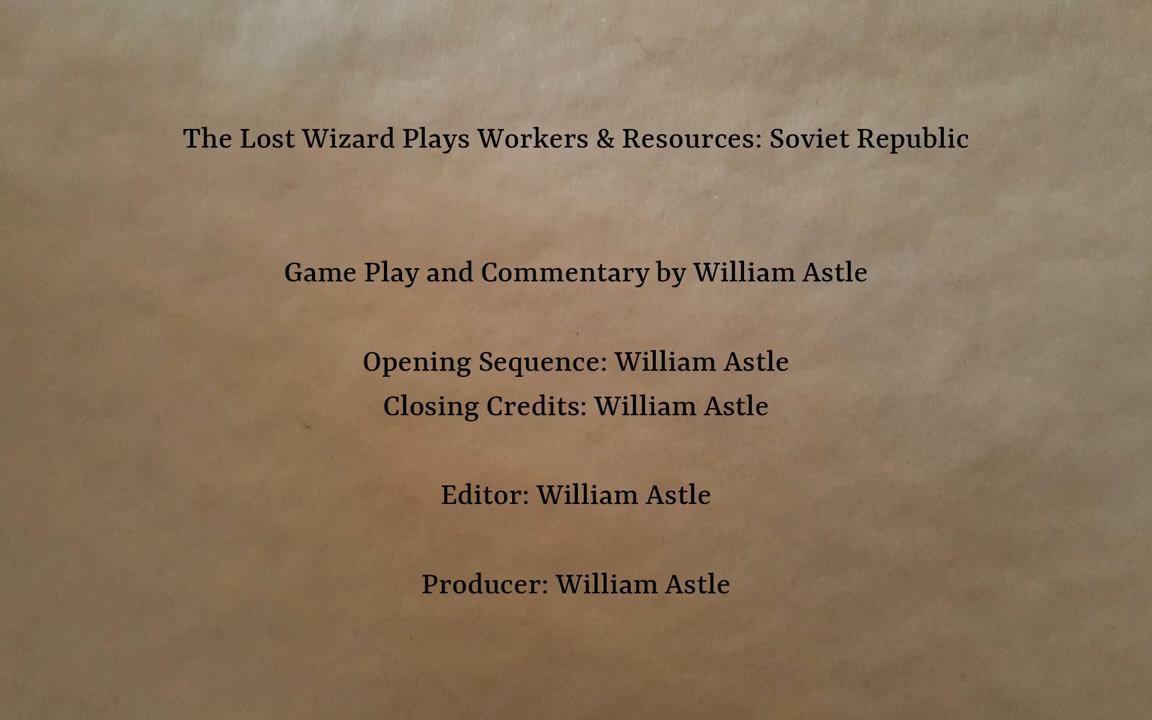 The Lost Wizard Plays Workers & Resources: Soviet Republic
Game Play and Commentary by William Astle
Opening Sequence: William Astle
Closing Credits: William Astle
Editor: William Astle
Producer: William Astle